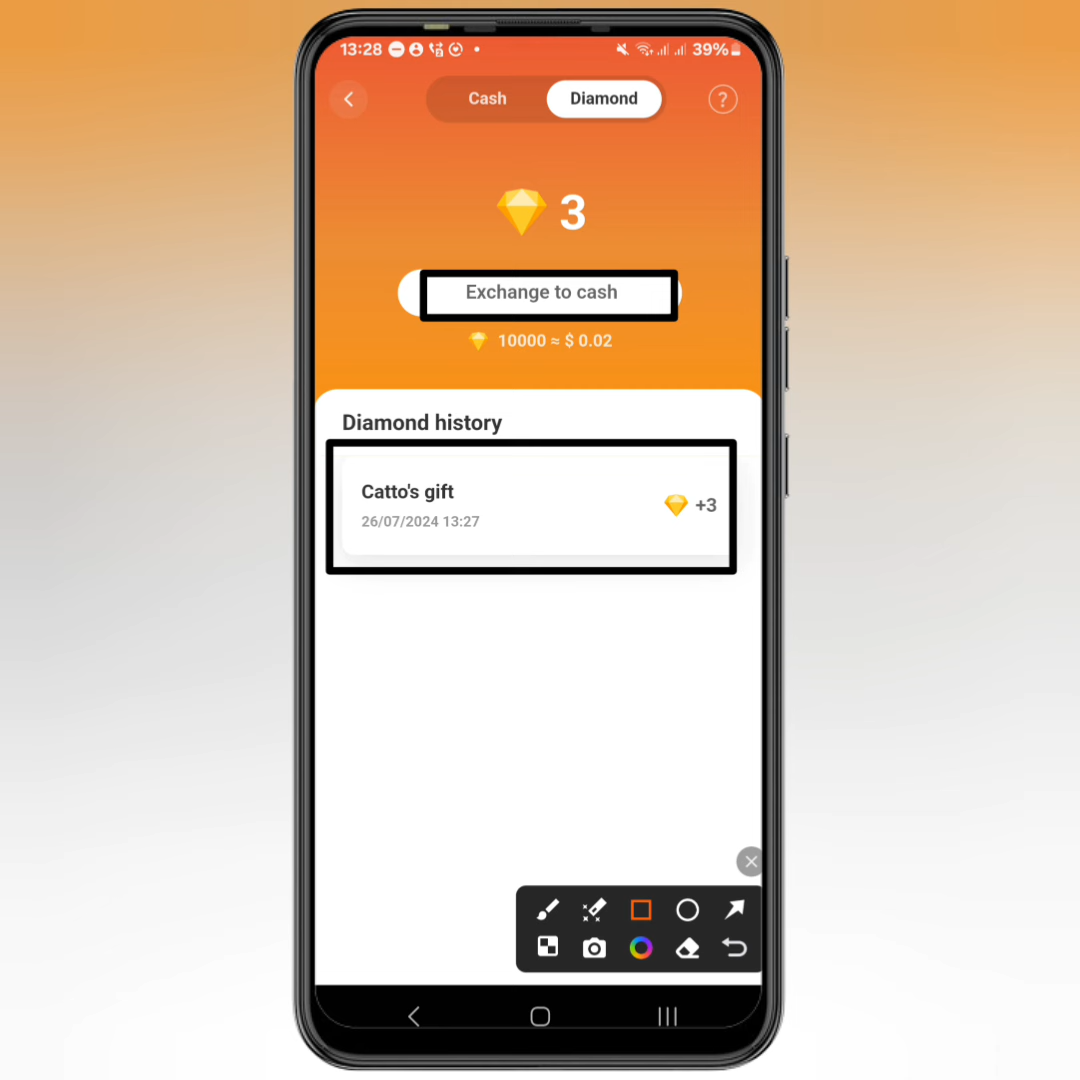 13:28 39%
Cash Diamond ?
3
Exchange to cash
10000 ≈ $ 0.02
Diamond history
Catto's gift
+3
26/07/2024 13:27